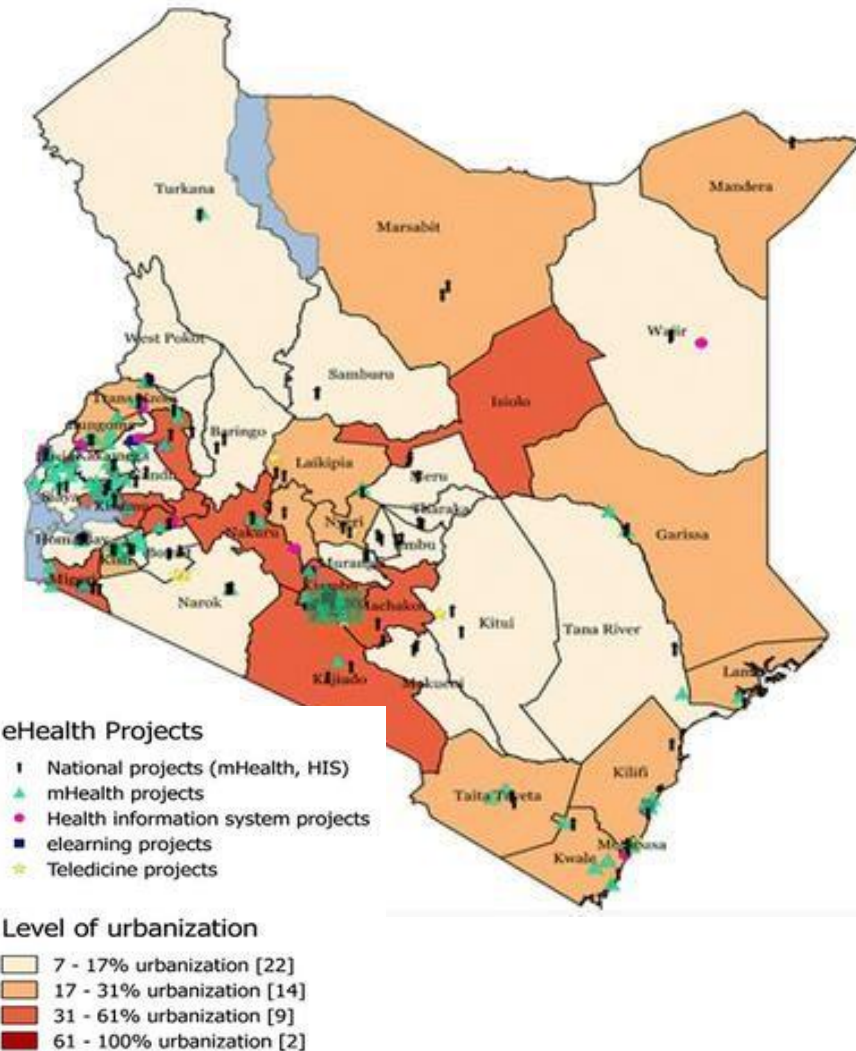 Turkana
Mandera
Marsabit
Wajir
West Pokot
Samburu
Isiolo
Baringo
Laikipia
Meru
Tharaka
Nakuru
Garissa
Narok
Kitui
Tana River
Machakos
Kajiado
Makueni
Lamu
Kilifi
Taita Taveta
Kwale
Mombasa
eHealth Projects
National projects (mHealth, HIS)
mHealth projects
Health information system projects
elearning projects
Teledicine projects
Level of urbanization
7 - 17% urbanization [22]
17 - 31% urbanization [14]
31 - 61% urbanization [9]
61 - 100% urbanization [2]